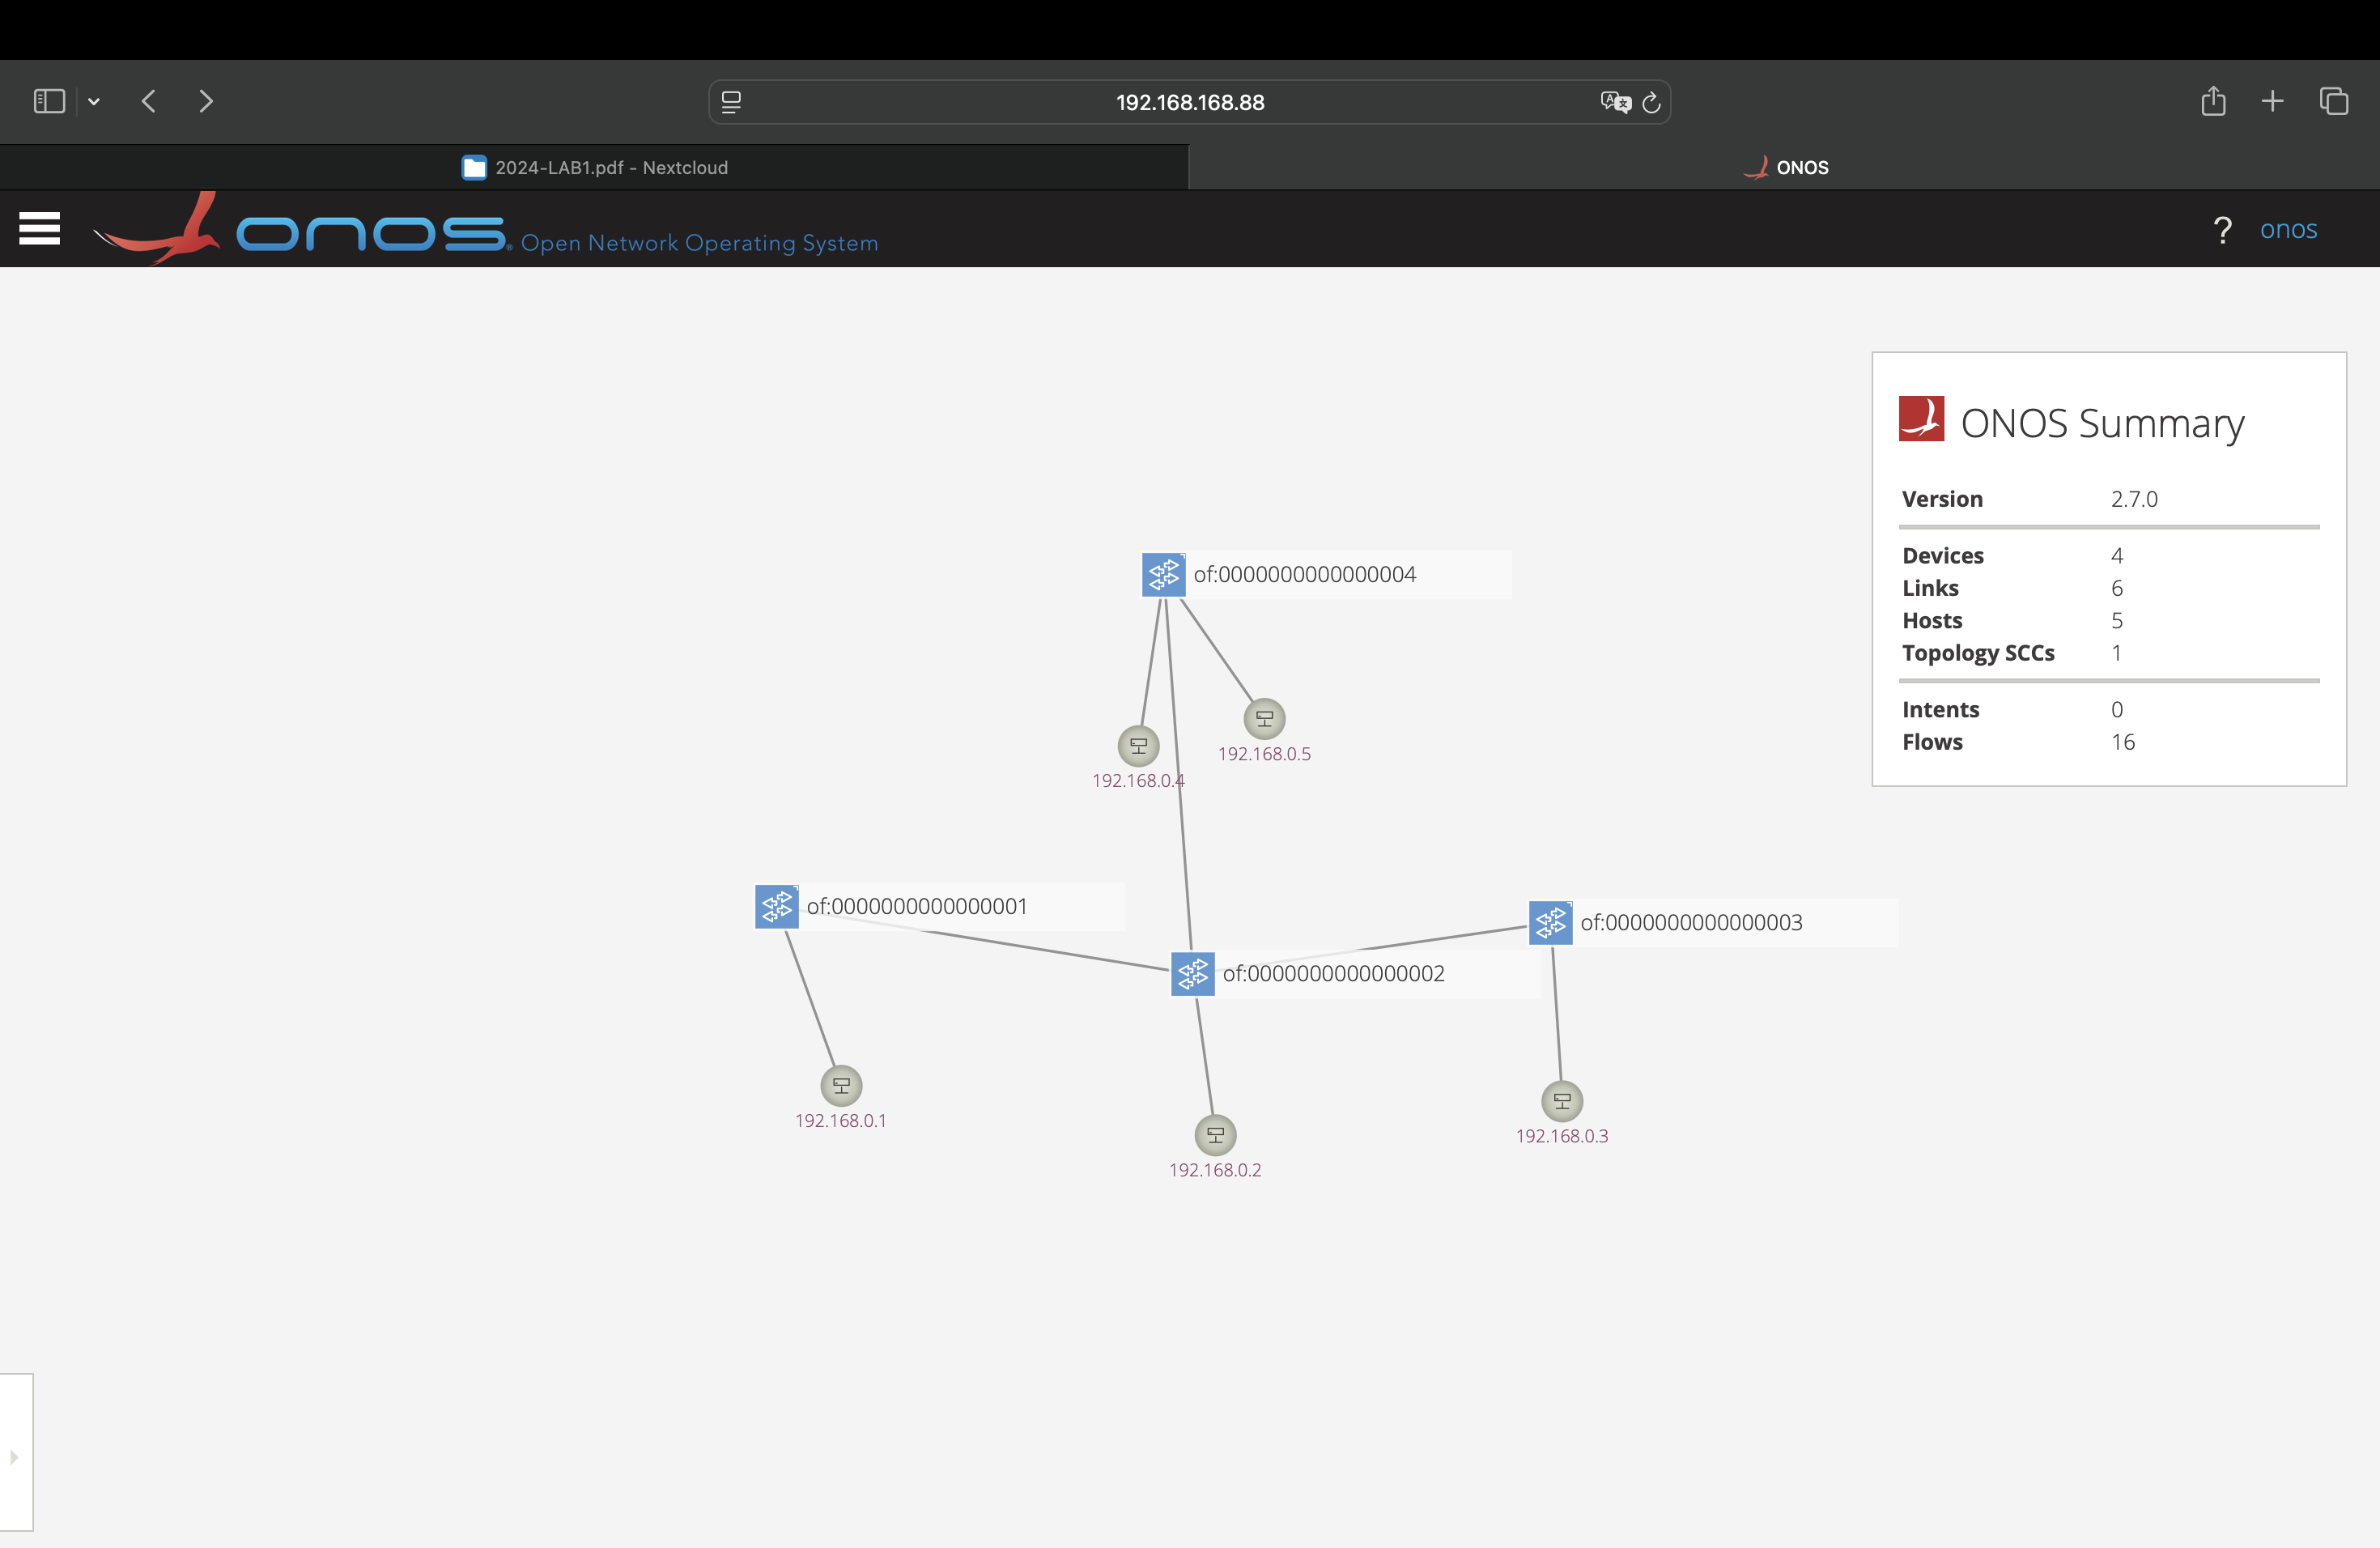 192.168.168.88
2024-LAB1.pdf - Nextcloud
ONOS
onos Open Network Operating System
? onos
ONOS Summary
Version 2.7.0
Devices 4
Links 6
Hosts 5
Topology SCCs 1
Intents 0
Flows 16
of:0000000000000004
192.168.0.5
192.168.0.4
of:0000000000000001
of:0000000000000003
of:0000000000000002
192.168.0.1
192.168.0.3
192.168.0.2